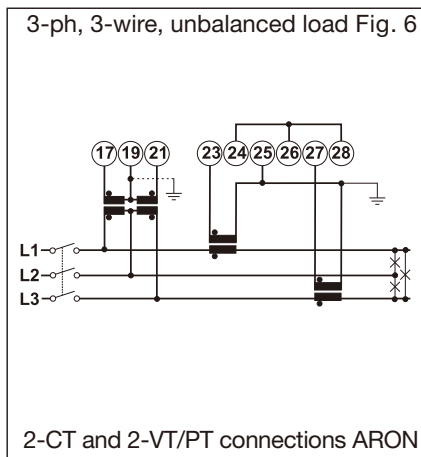 3-ph, 3-wire, unbalanced load Fig. 6
17 19 21 23 24 25 26 27 28
L1
L2
L3
2-CT and 2-VT/PT connections ARON